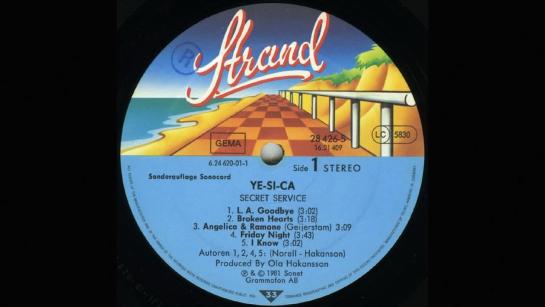 Strand
R
GEMA
28 426-5
16.21 409
LC 5830
6.24 620-01-1
Side 1 STEREO
Sonderauflage Sonocord
YE-SI-CA
SECRET SERVICE
1. L. A. Goodbye (3:02)
2. Broken Hearts (3:18)
3. Angelica & Ramone (Geijerstam) 3:09
4. Friday Night (3:43)
5. I Know (3:02)
Autoren 1, 2, 4, 5: (Norell - Hakanson)
Produced By Ola Hakansson
℗ & © 1981 Sonet
Grammofon AB
33